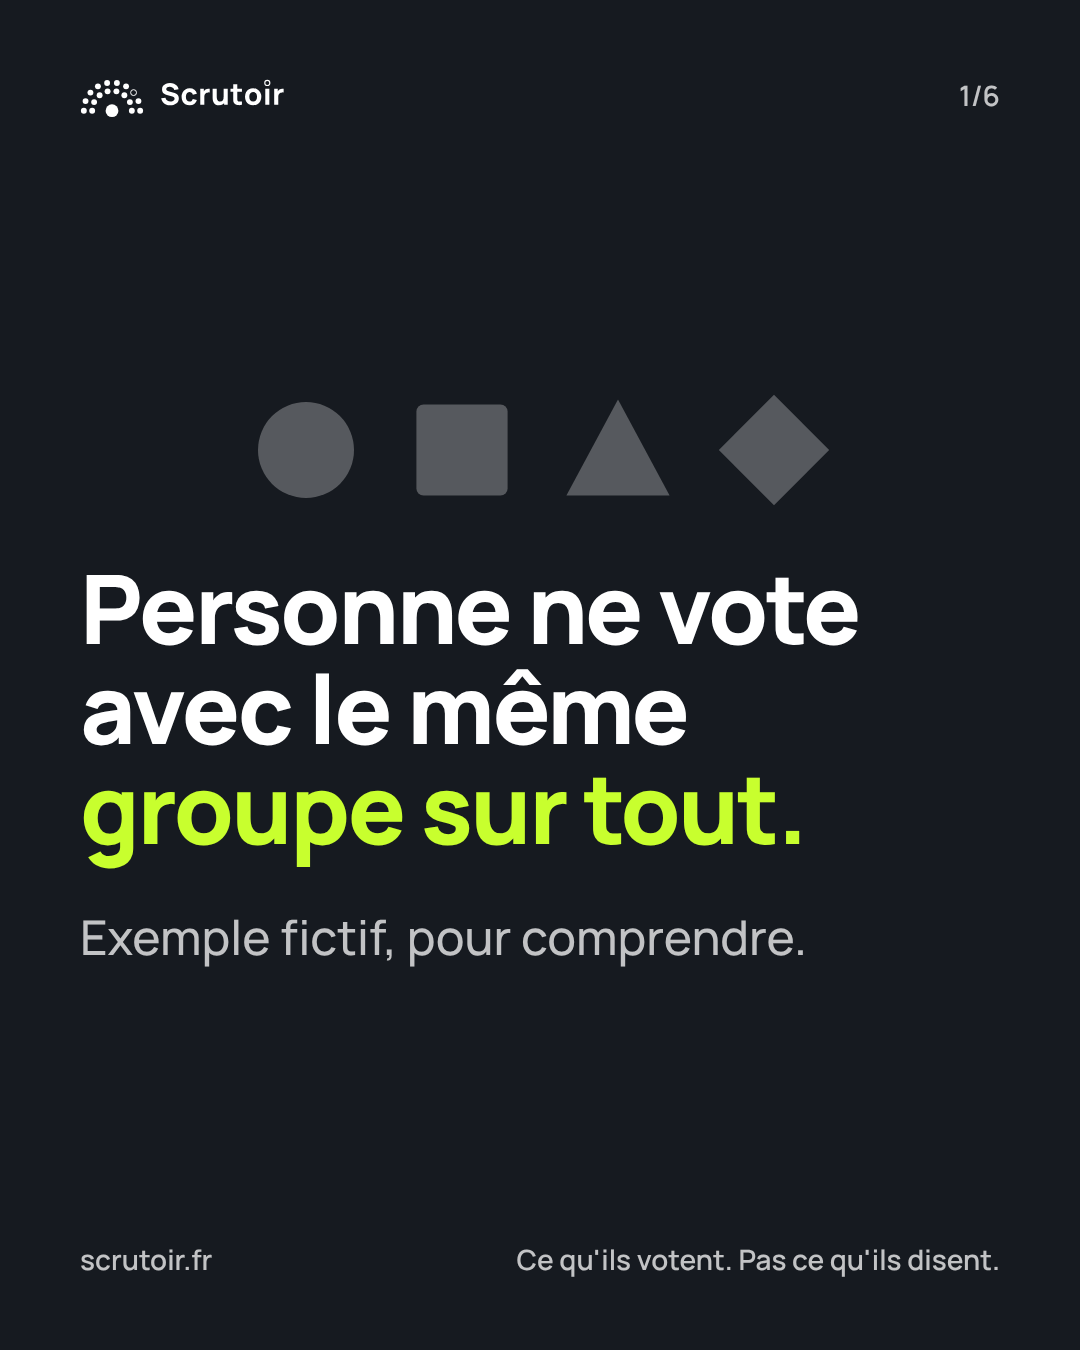 Scrutoir
1/6
Personne ne vote
avec le même
groupe sur tout.
Exemple fictif, pour comprendre.
scrutoir.fr
Ce qu'ils votent. Pas ce qu'ils disent.